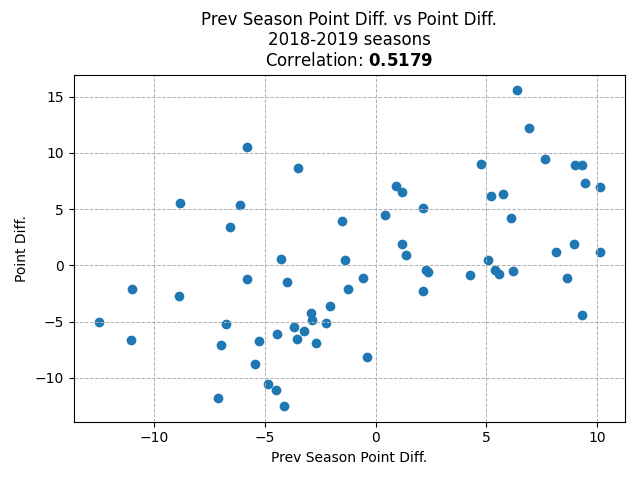 Prev Season Point Diff. vs Point Diff.
2018-2019 seasons
Correlation: 0.5179
15
10
5
0
−5
−10
Point Diff.
−10
−5
0
5
10
Prev Season Point Diff.